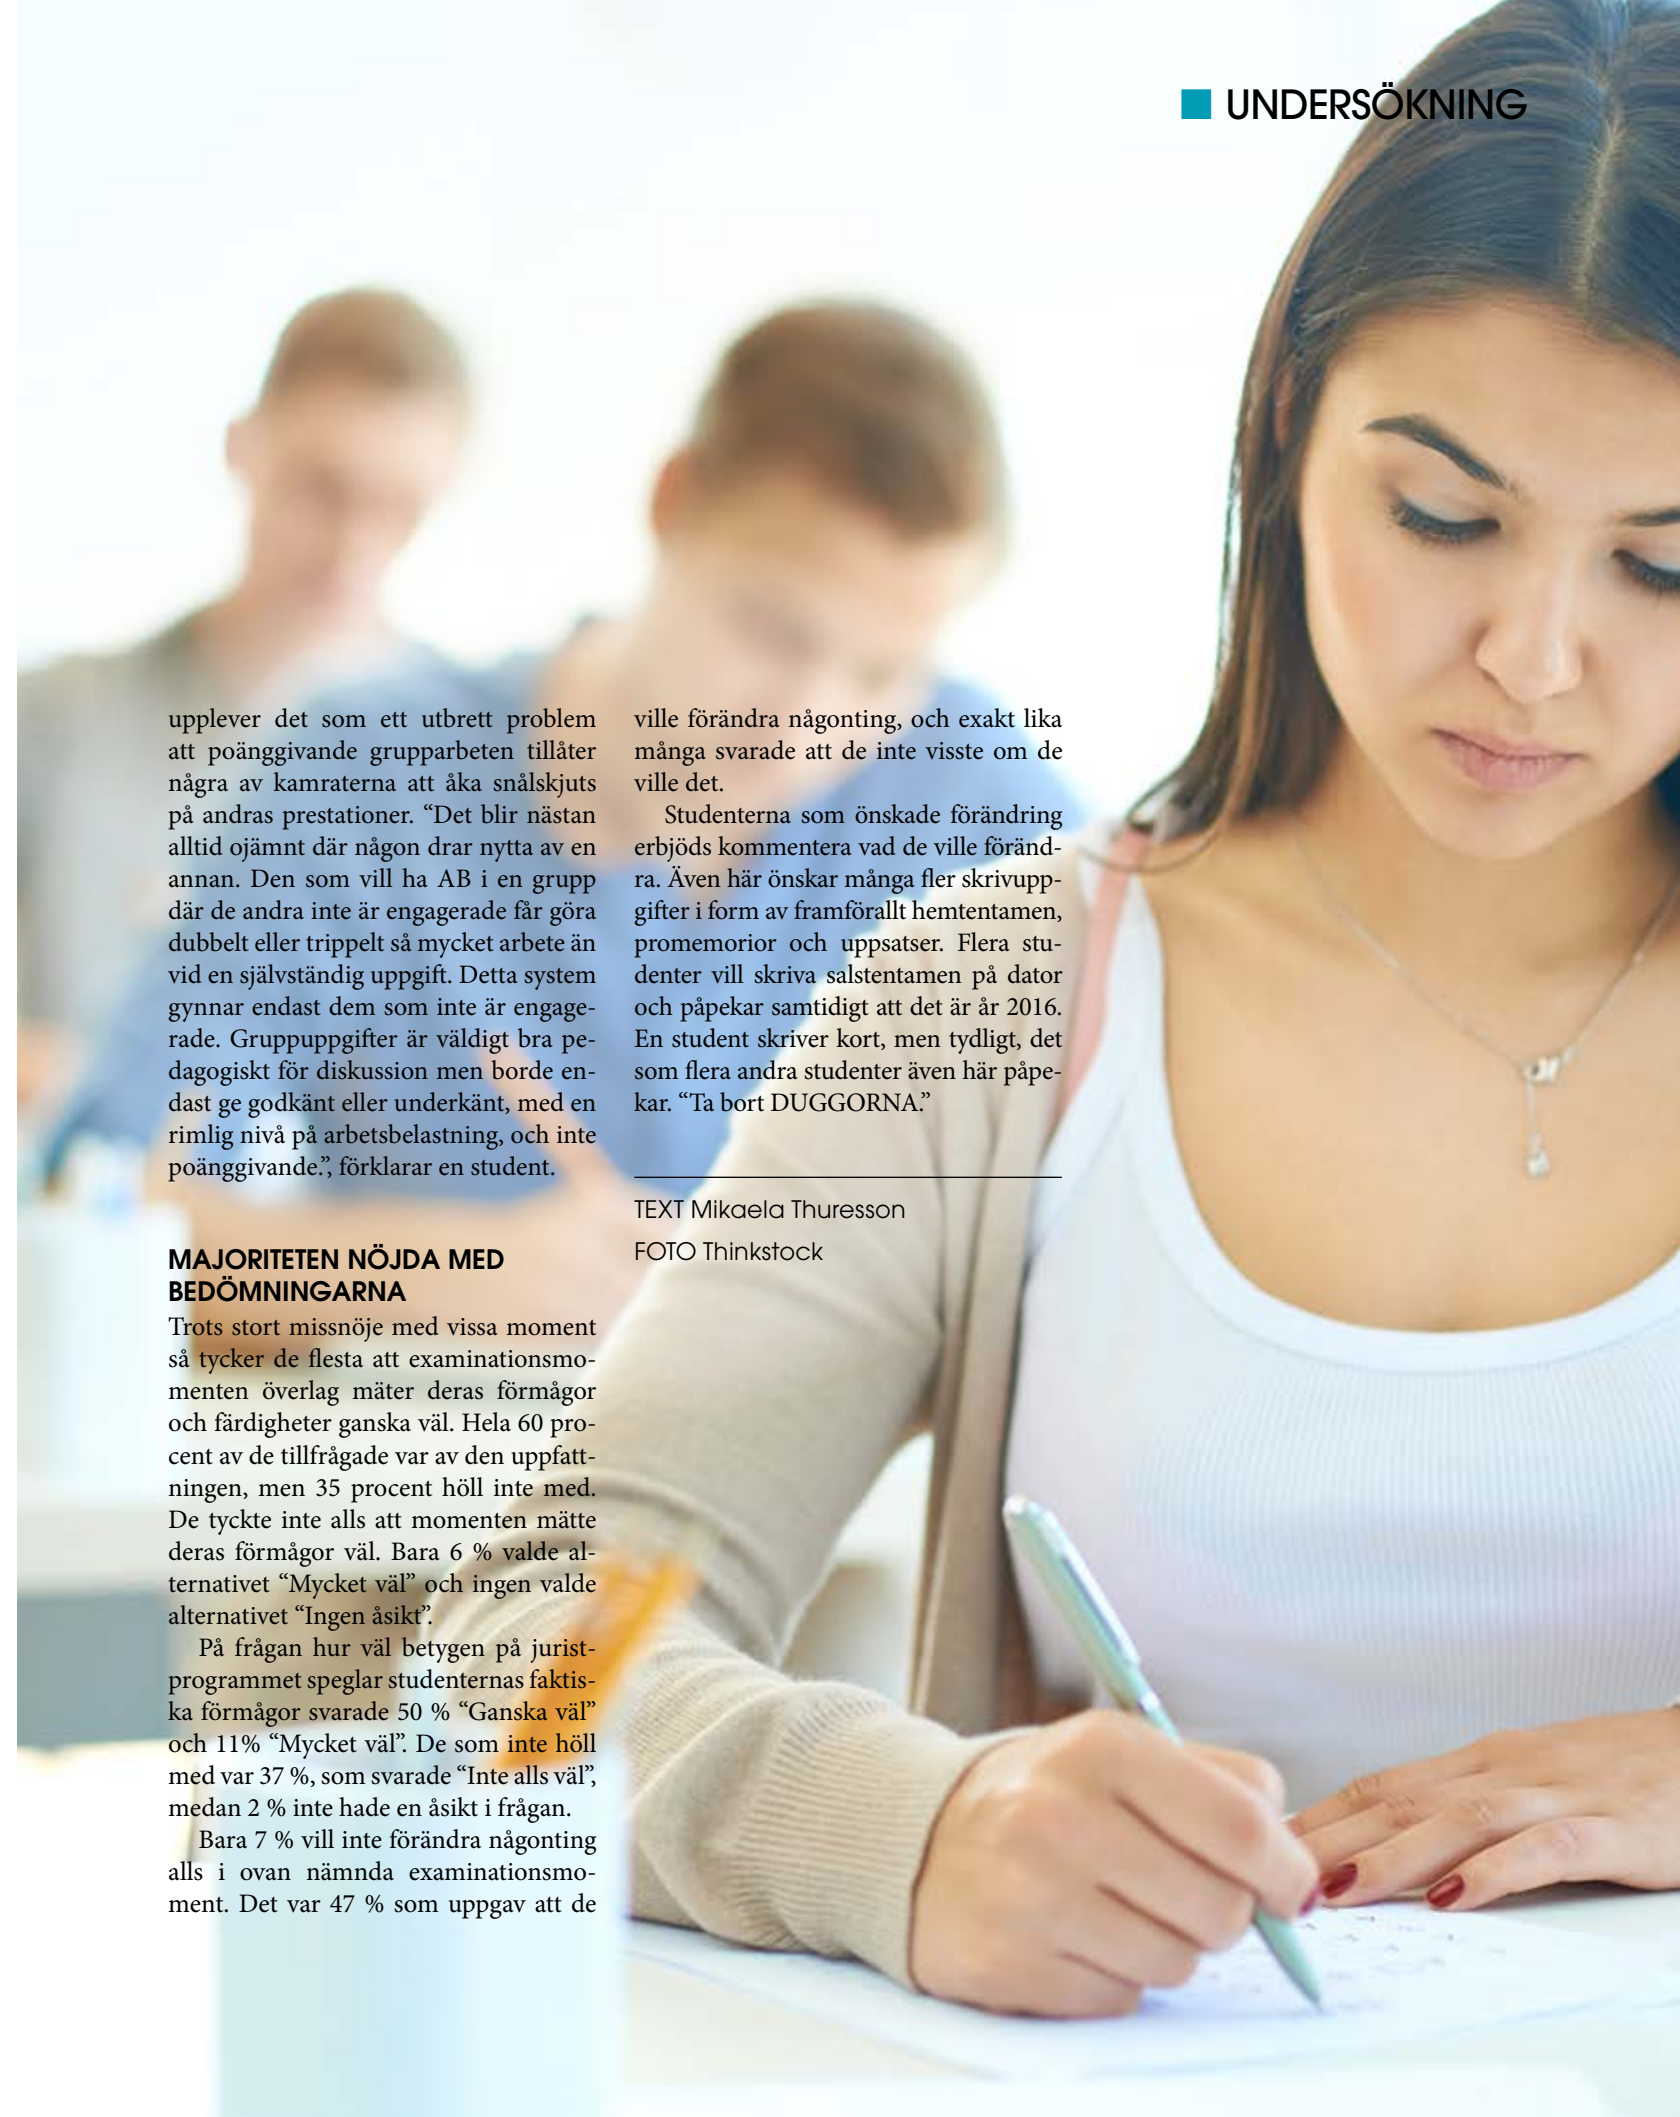 UNDERSÖKNING
upplever det som ett utbrett problem
att poänggivande grupparbeten tillåter
några av kamraterna att åka snålskjuts
på andras prestationer. “Det blir nästan
alltid ojämnt där någon drar nytta av en
annan. Den som vill ha AB i en grupp
där de andra inte är engagerade får göra
dubbelt eller trippelt så mycket arbete än
vid en självständig uppgift. Detta system
gynnar endast dem som inte är engage-
rade. Gruppuppgifter är väldigt bra pe-
dagogiskt för diskussion men borde en-
dast ge godkänt eller underkänt, med en
rimlig nivå på arbetsbelastning, och inte
poänggivande.”, förklarar en student.
MAJORITETEN NÖJDA MED
BEDÖMNINGARNA
Trots stort missnöje med vissa moment
så tycker de flesta att examinationsmo-
menten överlag mäter deras förmågor
och färdigheter ganska väl. Hela 60 pro-
cent av de tillfrågade var av den uppfatt-
ningen, men 35 procent höll inte med.
De tyckte inte alls att momenten mätte
deras förmågor väl. Bara 6 % valde al-
ternativet “Mycket väl” och ingen valde
alternativet “Ingen åsikt”.
På frågan hur väl betygen på jurist-
programmet speglar studenternas faktis-
ka förmågor svarade 50 % “Ganska väl”
och 11% “Mycket väl”. De som inte höll
med var 37 %, som svarade “Inte alls väl”,
medan 2 % inte hade en åsikt i frågan.
Bara 7 % vill inte förändra någonting
alls i ovan nämnda examinationsmo-
ment. Det var 47 % som uppgav att de
ville förändra någonting, och exakt lika
många svarade att de inte visste om de
ville det.
Studenterna som önskade förändring
erbjöds kommentera vad de ville föränd-
ra. Även här önskar många fler skrivupp-
gifter i form av framförallt hemtentamen,
promemorior och uppsatser. Flera stu-
denter vill skriva salstentamen på dator
och påpekar samtidigt att det är år 2016.
En student skriver kort, men tydligt, det
som flera andra studenter även här påpe-
kar. “Ta bort DUGGORNA.”
TEXT Mikaela Thuresson
FOTO Thinkstock